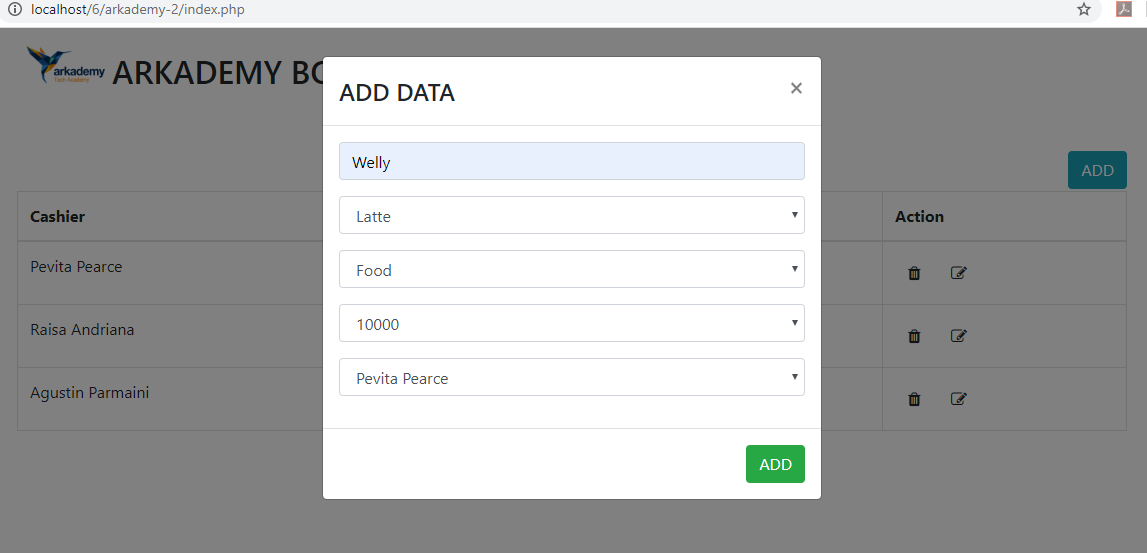 localhost/6/arkademy-2/index.php
arkademy
Tech Academy
ARKADEMY BO
ADD DATA
×
Welly
ADD
Latte
Cashier
Action
Food
Pevita Pearce
10000
Raisa Andriana
Pevita Pearce
Agustin Parmaini
ADD